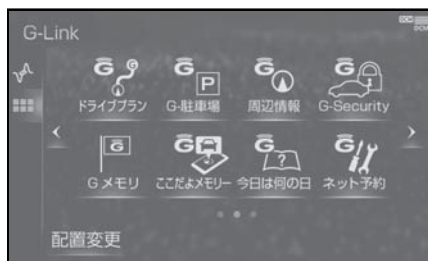 G-Link
DCM
ドライブプラン G-駐車場 周辺情報 G-Security
P
G メモリ ここだよメモリー 今日は何の日 ネット予約
配置変更